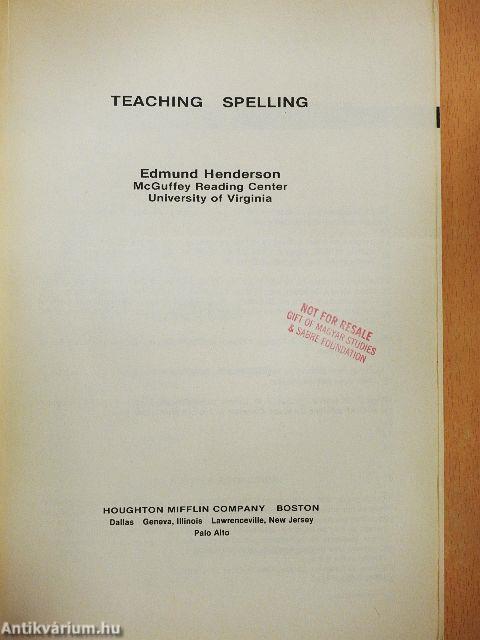 TEACHING SPELLING
Edmund Henderson
McGuffey Reading Center
University of Virginia
NOT FOR RESALE
GIFT OF MAGYAR STUDIES
& SABRE FOUNDATION
HOUGHTON MIFFLIN COMPANY BOSTON
Dallas Geneva, Illinois Lawrenceville, New Jersey
Palo Alto
Antikvárium.hu